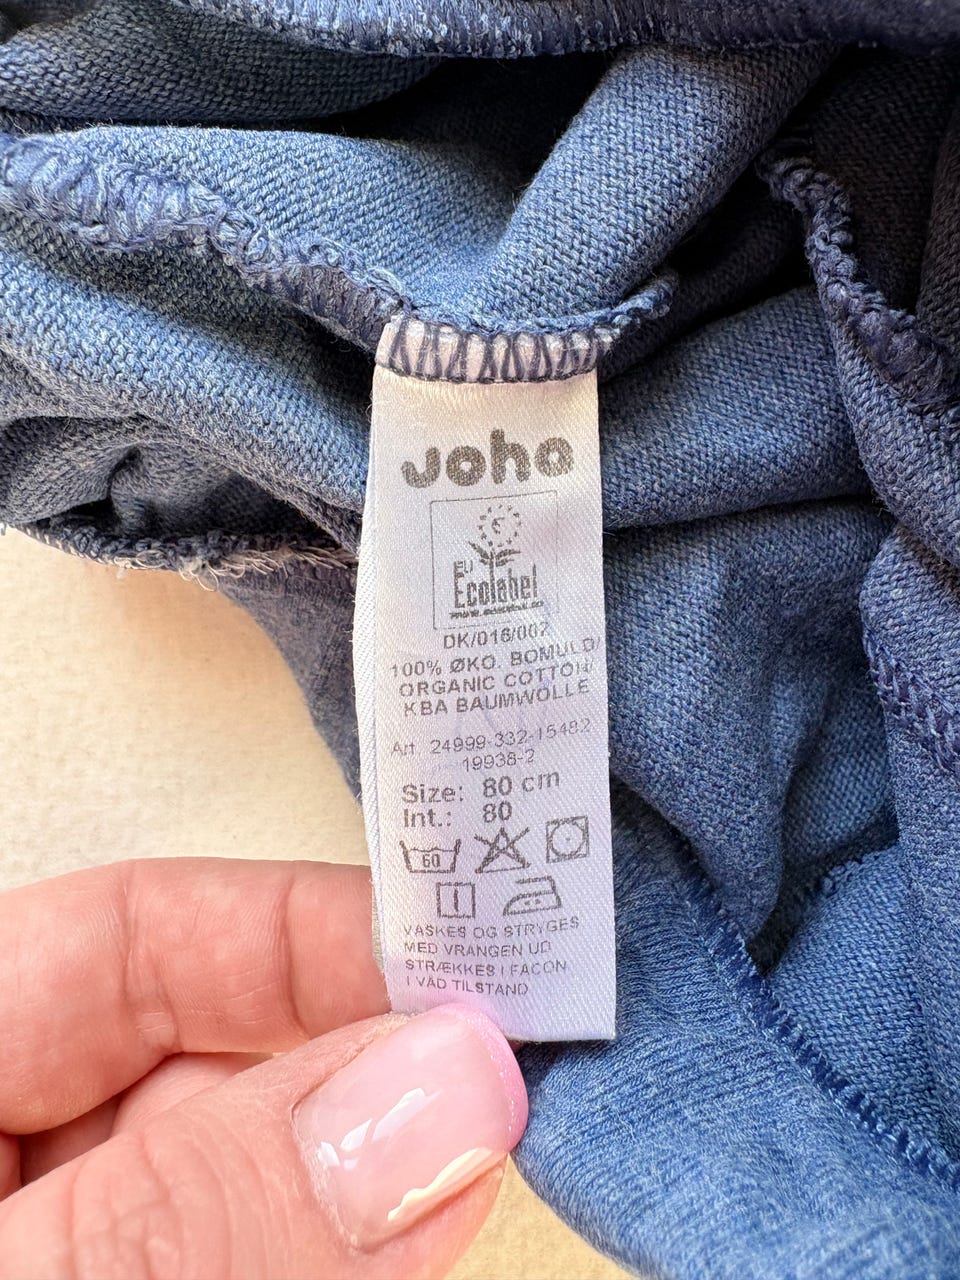 Joha
EU
Ecolabel
DK/016/007
100% ØKO. BOMULD/
ORGANIC COTTON/
KBA BAUMWOLLE
Art. 24999-332-15482
19938-2
Size: 80 cm
Int.: 80
60
VASKES OG STRYGES
MED VRANGEN UD
STRÆKKES I FACON
I VÅD TILSTAND